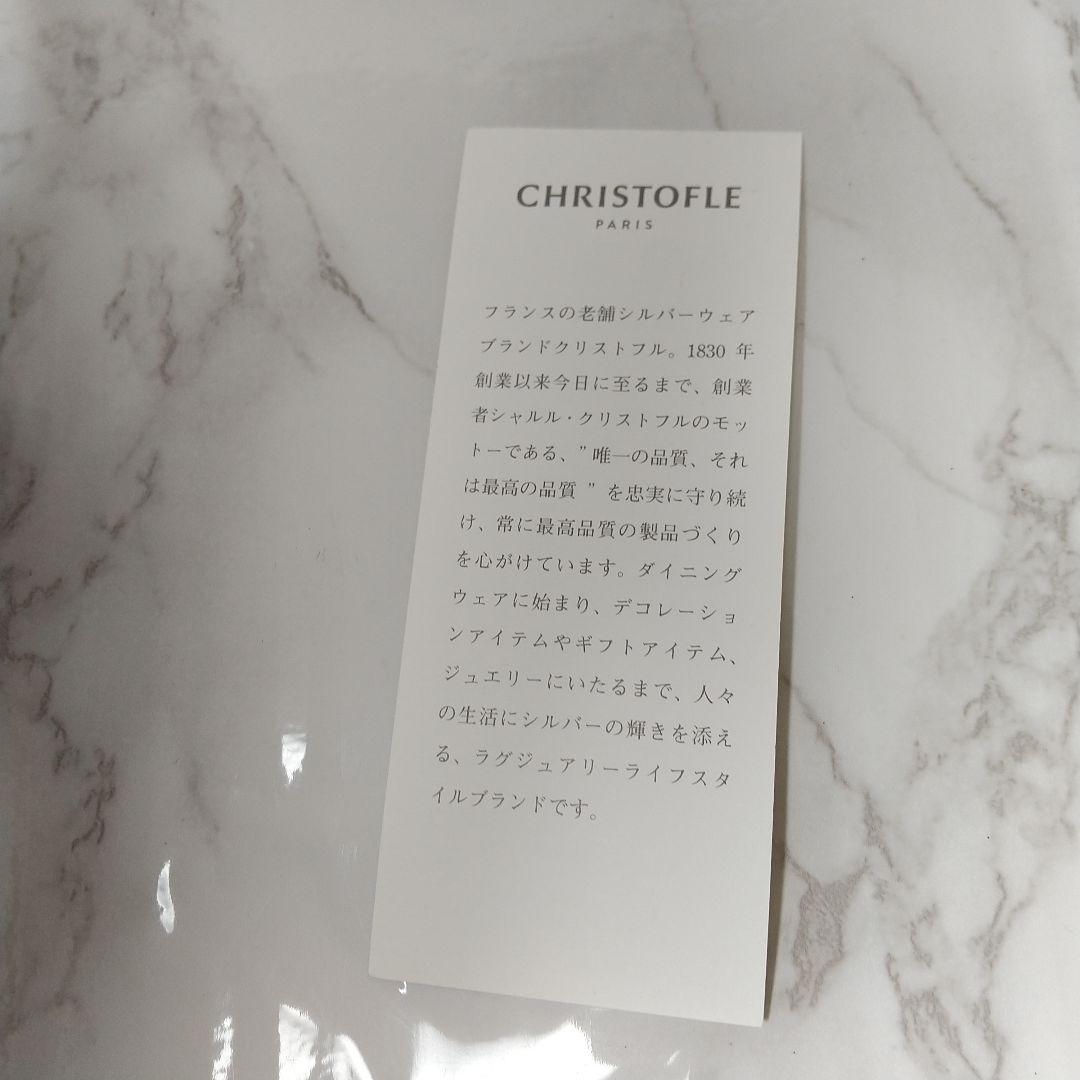 CHRISTOFLE
PARIS
フランスの老舗シルバーウェア
ブランドクリストフル。1830 年
創業以来今日に至るまで、創業
者シャルル・クリストフルのモッ
トーである、”唯一の品質、それ
は最高の品質 ” を忠実に守り続
け、常に最高品質の製品づくり
を心がけています。ダイニング
ウェアに始まり、デコレーショ
ンアイテムやギフトアイテム、
ジュエリーにいたるまで、人々
の生活にシルバーの輝きを添え
る、ラグジュアリーライフスタ
イルブランドです。